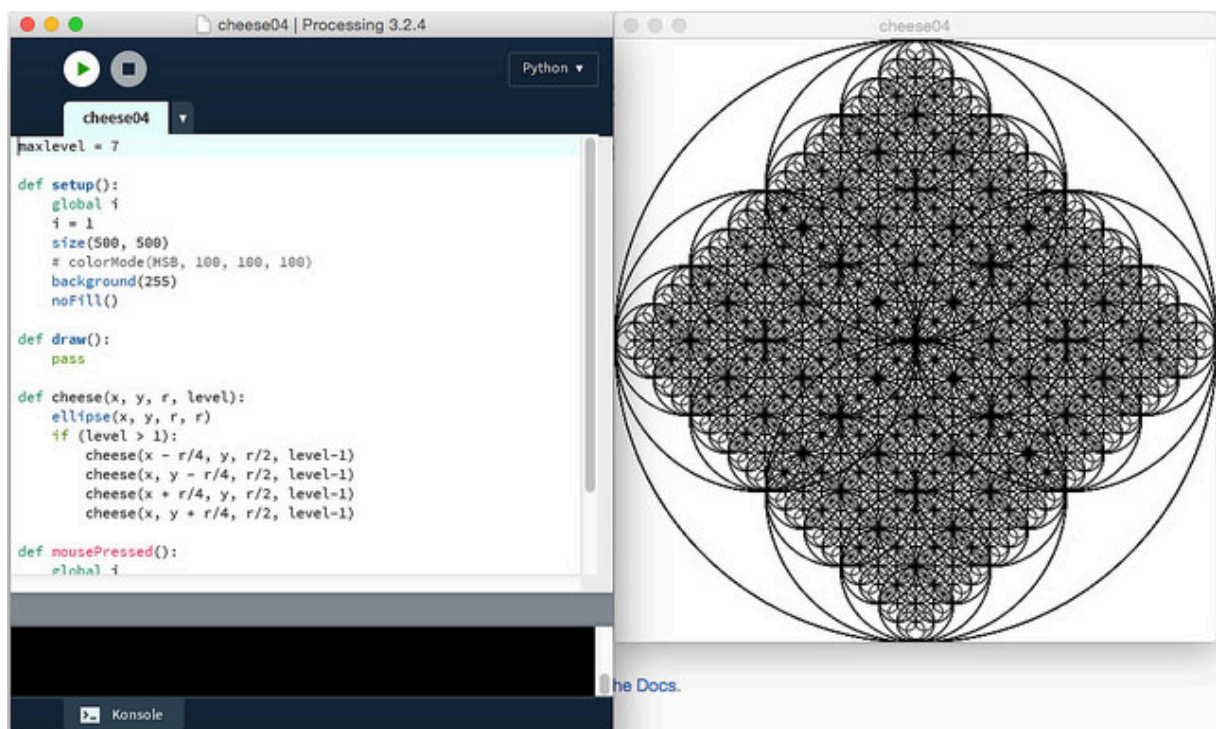 cheese04 | Processing 3.2.4
cheese04
Python ▾
cheese04
maxlevel = 7
def setup():
    global i
    i = 1
    size(500, 500)
    # colorMode(HSB, 100, 100, 100)
    background(255)
    noFill()
def draw():
    pass
def cheese(x, y, r, level):
    ellipse(x, y, r, r)
    if (level > 1):
        cheese(x - r/4, y, r/2, level-1)
        cheese(x, y - r/4, r/2, level-1)
        cheese(x + r/4, y, r/2, level-1)
        cheese(x, y + r/4, r/2, level-1)
def mousePressed():
    global i
he Docs.
Konsole